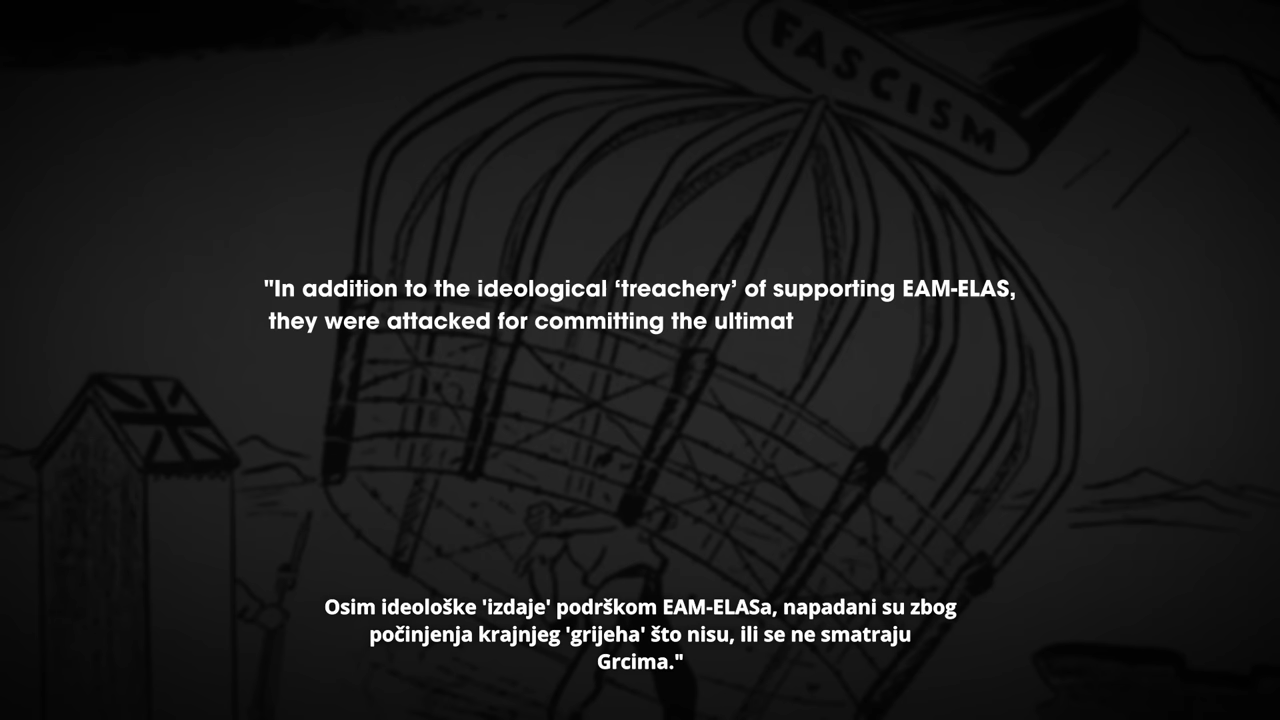 FASCISM
"In addition to the ideological ‘treachery’ of supporting EAM-ELAS,
they were attacked for committing the ultimat
Osim ideološke 'izdaje' podrškom EAM-ELASa, napadani su zbog
počinjenja krajnjeg 'grijeha' što nisu, ili se ne smatraju
Grcima."